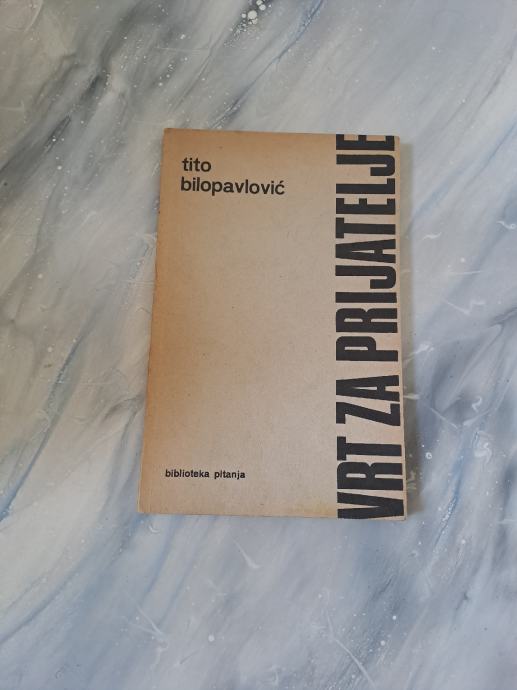 tito
bilopavlović
VRT ZA PRIJATELJE
biblioteka pitanja